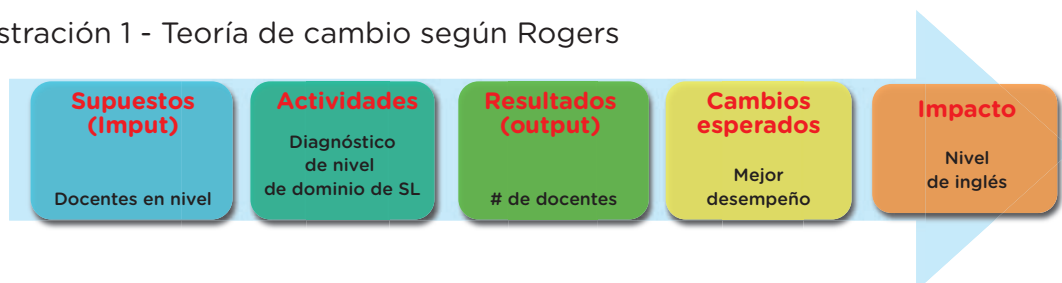 stración 1 - Teoría de cambio según Rogers
Supuestos
(Imput)
Docentes en nivel
Actividades
Diagnóstico
de nivel
de dominio de SL
Resultados
(output)
# de docentes
Cambios
esperados
Mejor
desempeño
Impacto
Nivel
de inglés